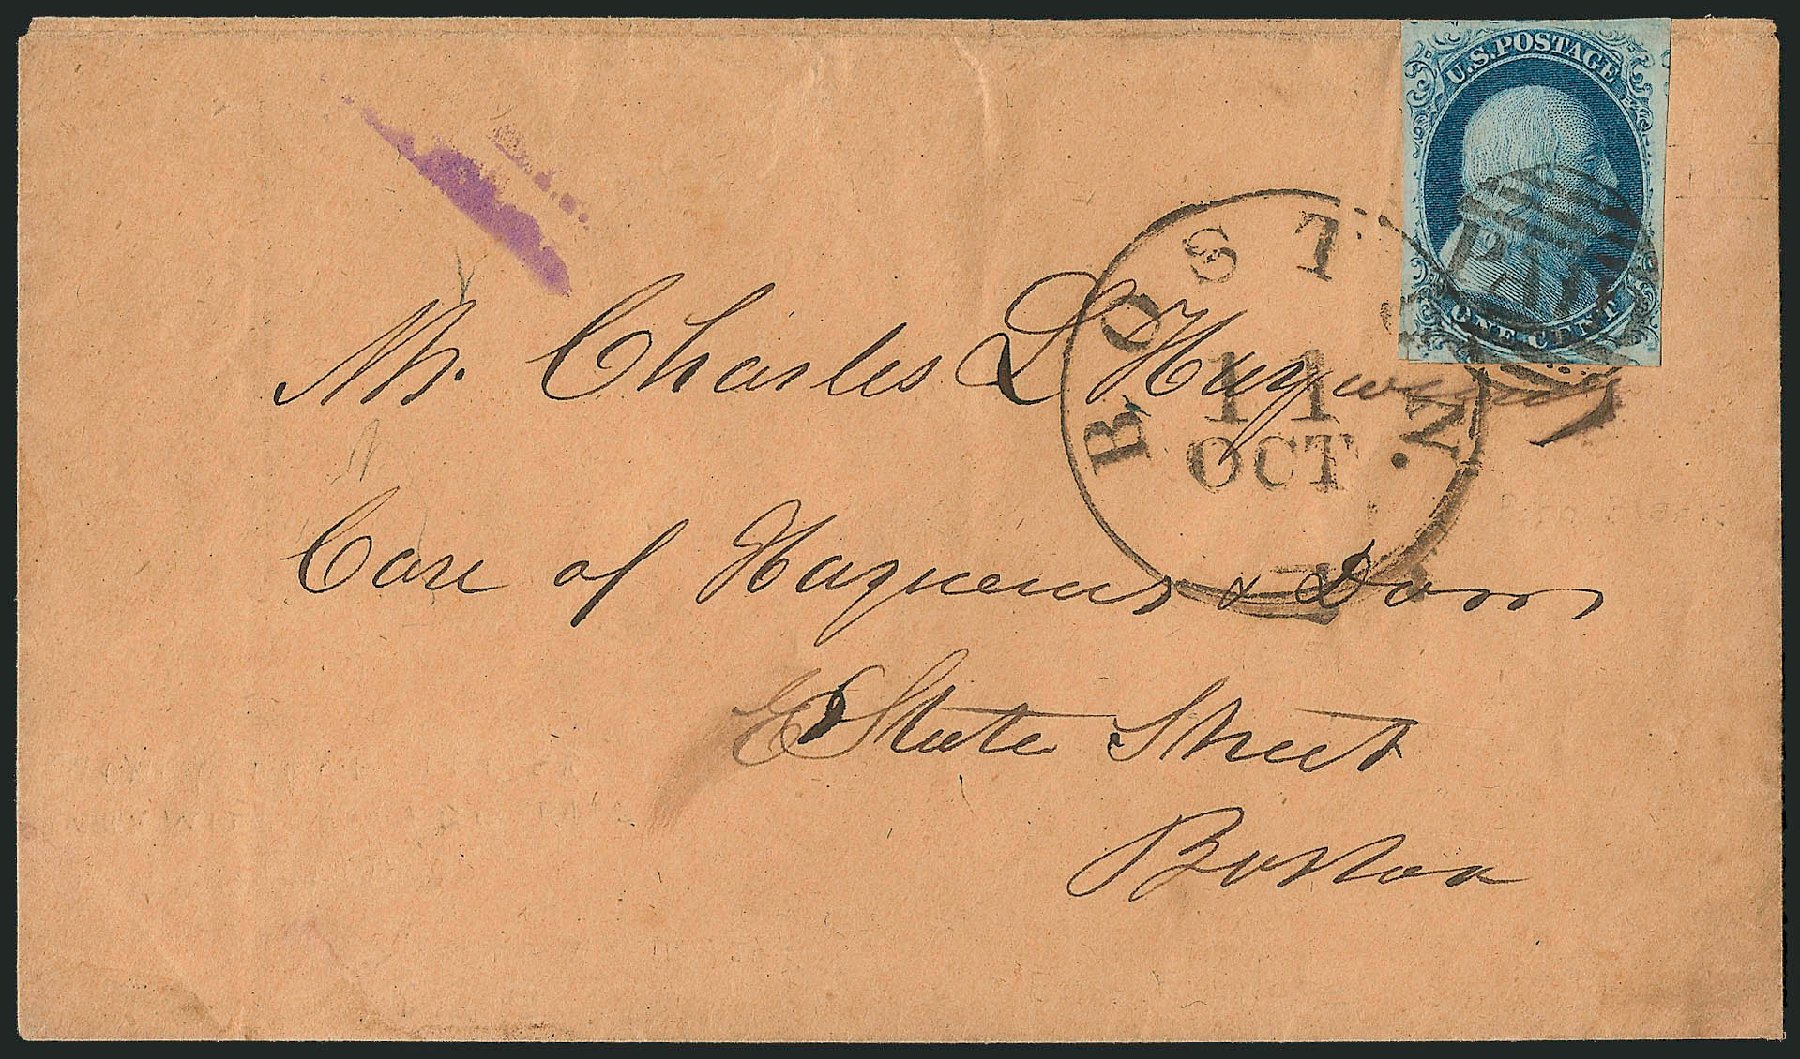 U.S. POSTAGE
ONE CENT
PAID
BOSTON.
11
OCT
Mr. Charles L
Care of &
E State Street
Boston